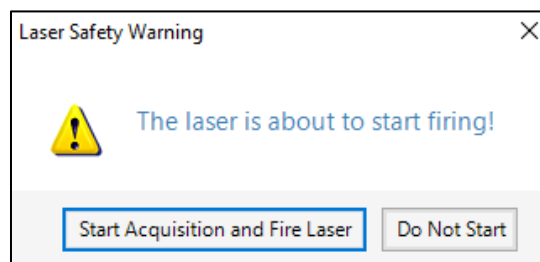 Laser Safety Warning
The laser is about to start firing!
Start Acquisition and Fire Laser
Do Not Start